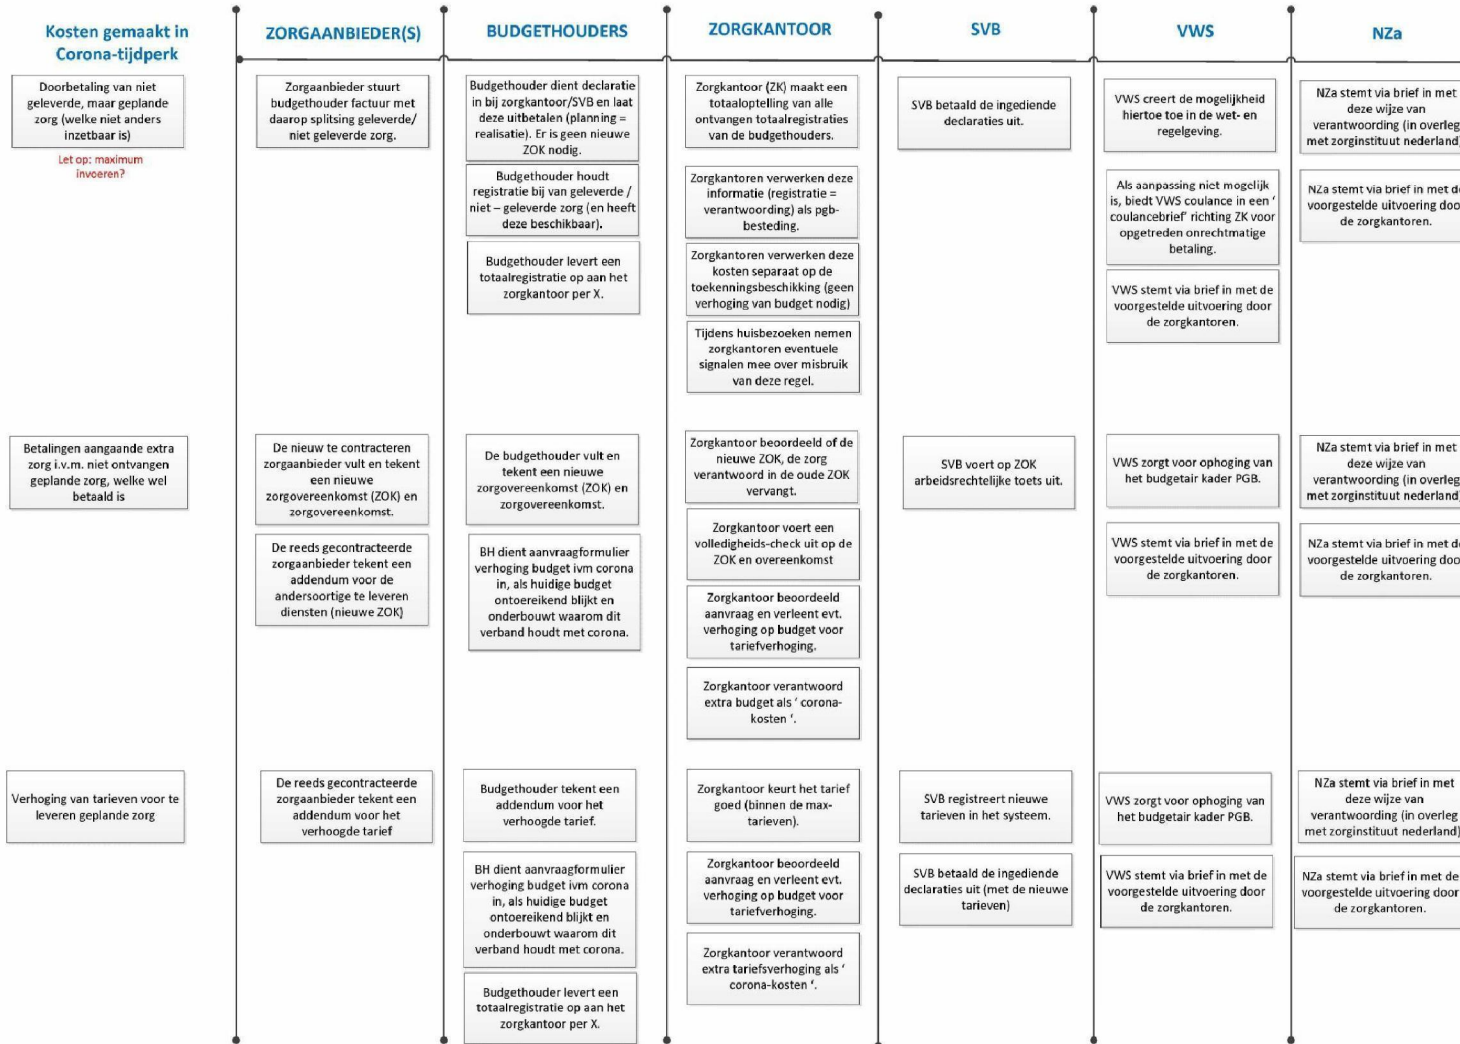 Kosten gemaakt in
Corona-tijdperk
ZORGAANBIEDER(S)
BUDGETHOUDERS
ZORGKANTOOR
SVB
VWS
NZa
Doorbetaling van niet
geleverde, maar geplande
zorg (welke niet anders
inzetbaar is)
Let op: maximum
invoeren?
Zorgaanbieder stuurt
budgethouder factuur met
daarop splitsing geleverde/
niet geleverde zorg.
Budgethouder dient declaratie
in bij zorgkantoor/SVB en laat
deze uitbetalen (planning =
realisatie). Er is geen nieuwe
ZOK nodig.
Budgethouder houdt
registratie bij van geleverde /
niet – geleverde zorg (en heeft
deze beschikbaar).
Budgethouder levert een
totaalregistratie op aan het
zorgkantoor per X.
Zorgkantoor (ZK) maakt een
totaaloptelling van alle
ontvangen totaalregistraties
van de budgethouders.
Zorgkantoren verwerken deze
informatie (registratie =
verantwoording) als pgb-
besteding.
Zorgkantoren verwerken deze
kosten separaat op de
toekenningsbeschikking (geen
verhoging van budget nodig)
Tijdens huisbezoeken nemen
zorgkantoren eventuele
signalen mee over misbruik
van deze regel.
SVB betaald de ingediende
declaraties uit.
VWS creert de mogelijkheid
hiertoe toe in de wet- en
regelgeving.
Als aanpassing niet mogelijk
is, biedt VWS coulance in een ‘
coulancebrief’ richting ZK voor
opgetreden onrechtmatige
betaling.
VWS stemt via brief in met de
voorgestelde uitvoering door
de zorgkantoren.
NZa stemt via brief in met
deze wijze van
verantwoording (in overleg
met zorginstituut nederland)
NZa stemt via brief in met de
voorgestelde uitvoering door
de zorgkantoren.
Betalingen aangaande extra
zorg i.v.m. niet ontvangen
geplande zorg, welke wel
betaald is
De nieuw te contracteren
zorgaanbieder vult en tekent
een nieuwe
zorgovereenkomst (ZOK) en
zorgovereenkomst.
De reeds gecontracteerde
zorgaanbieder tekent een
addendum voor de
andersoortige te leveren
diensten (nieuwe ZOK)
De budgethouder vult en
tekent een nieuwe
zorgovereenkomst (ZOK) en
zorgovereenkomst.
BH dient aanvraagformulier
verhoging budget ivm corona
in, als huidige budget
ontoereikend blijkt en
onderbouwt waarom dit
verband houdt met corona.
Zorgkantoor beoordeeld of de
nieuwe ZOK, de zorg
verantwoord in de oude ZOK
vervangt.
Zorgkantoor voert een
volledigheids-check uit op de
ZOK en overeenkomst
Zorgkantoor beoordeeld
aanvraag en verleent evt.
verhoging op budget voor
tariefverhoging.
Zorgkantoor verantwoord
extra budget als ‘ corona-
kosten ‘.
SVB voert op ZOK
arbeidsrechtelijke toets uit.
VWS zorgt voor ophoging van
het budgetair kader PGB.
VWS stemt via brief in met de
voorgestelde uitvoering door
de zorgkantoren.
NZa stemt via brief in met
deze wijze van
verantwoording (in overleg
met zorginstituut nederland)
NZa stemt via brief in met de
voorgestelde uitvoering door
de zorgkantoren.
Verhoging van tarieven voor te
leveren geplande zorg
De reeds gecontracteerde
zorgaanbieder tekent een
addendum voor het
verhoogde tarief
Budgethouder tekent een
addendum voor het
verhoogde tarief.
BH dient aanvraagformulier
verhoging budget ivm corona
in, als huidige budget
ontoereikend blijkt en
onderbouwt waarom dit
verband houdt met corona.
Budgethouder levert een
totaalregistratie op aan het
zorgkantoor per X.
Zorgkantoor keurt het tarief
goed (binnen de max-
tarieven).
Zorgkantoor beoordeeld
aanvraag en verleent evt.
verhoging op budget voor
tariefverhoging.
Zorgkantoor verantwoord
extra tariefsverhoging als ‘
corona-kosten ‘.
SVB registreert nieuwe
tarieven in het systeem.
SVB betaald de ingediende
declaraties uit (met de nieuwe
tarieven)
VWS zorgt voor ophoging van
het budgetair kader PGB.
VWS stemt via brief in met de
voorgestelde uitvoering door
de zorgkantoren.
NZa stemt via brief in met
deze wijze van
verantwoording (in overleg
met zorginstituut nederland)
NZa stemt via brief in met de
voorgestelde uitvoering door
de zorgkantoren.